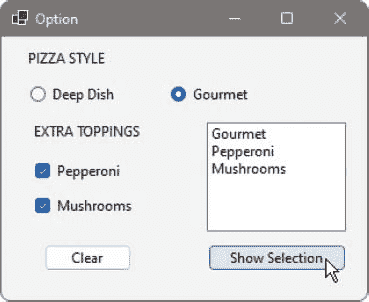 Option
PIZZA STYLE
Deep Dish
Gourmet
EXTRA TOPPINGS
Pepperoni
Mushrooms
Gourmet
Pepperoni
Mushrooms
Clear
Show Selection